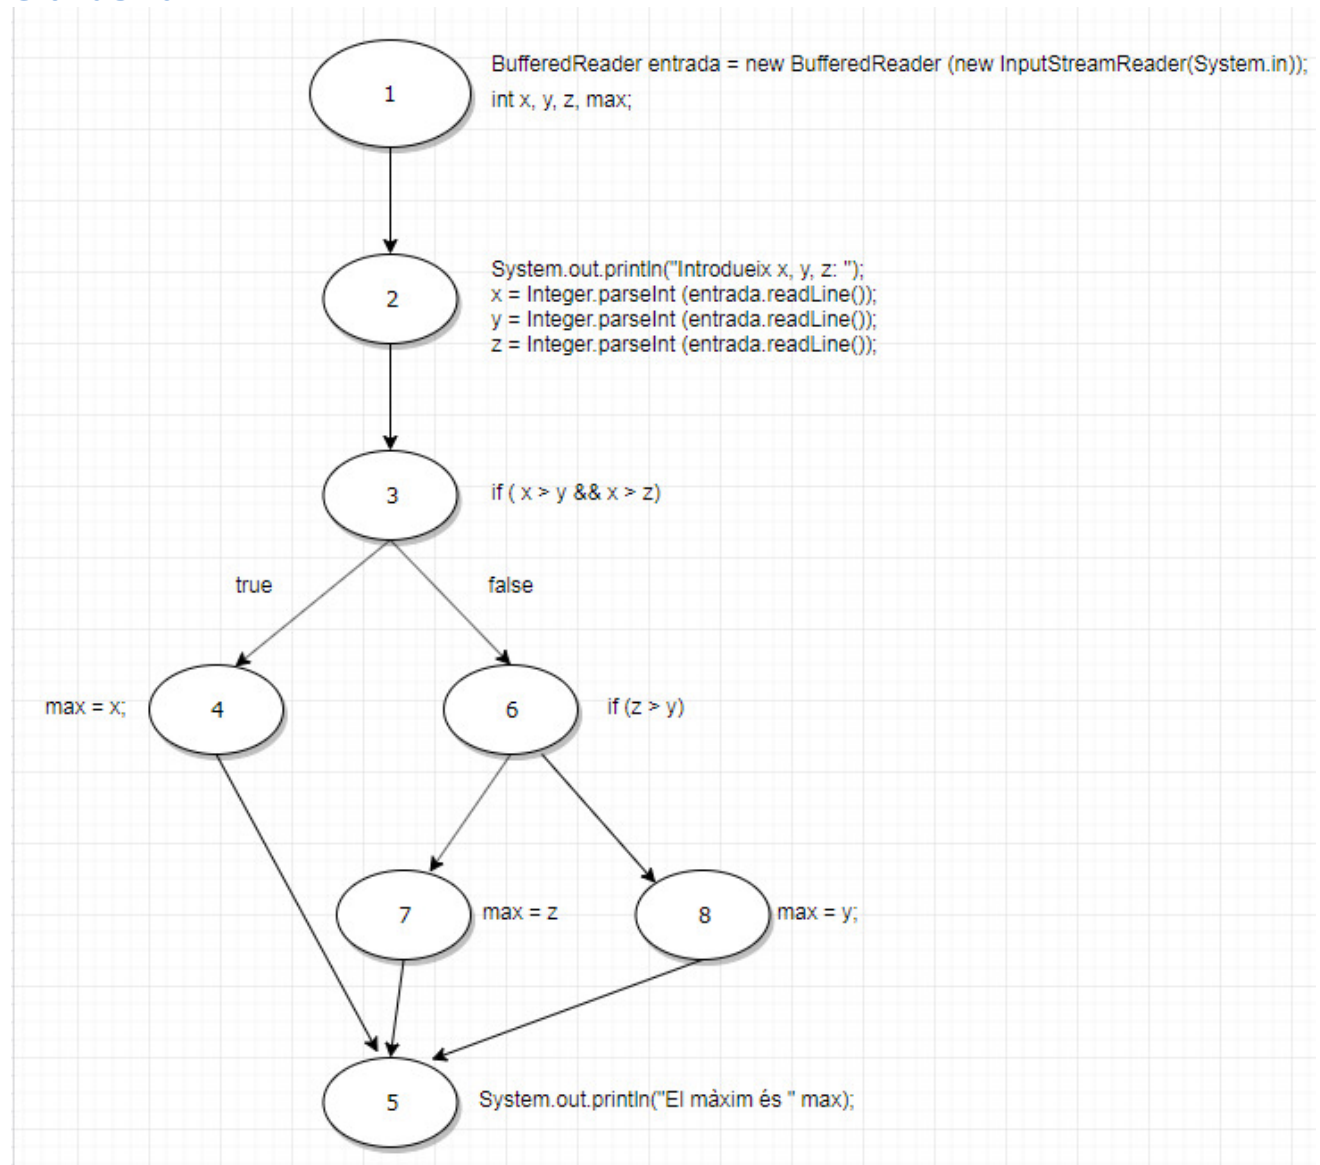 1
BufferedReader entrada = new BufferedReader (new InputStreamReader(System.in));
int x, y, z, max;
2
System.out.println("Introdueix x, y, z: ");
x = Integer.parseInt (entrada.readLine());
y = Integer.parseInt (entrada.readLine());
z = Integer.parseInt (entrada.readLine());
3
if ( x > y && x > z)
true
false
max = x;
4
6
if (z > y)
7
max = z
8
max = y;
5
System.out.println("El màxim és " max);